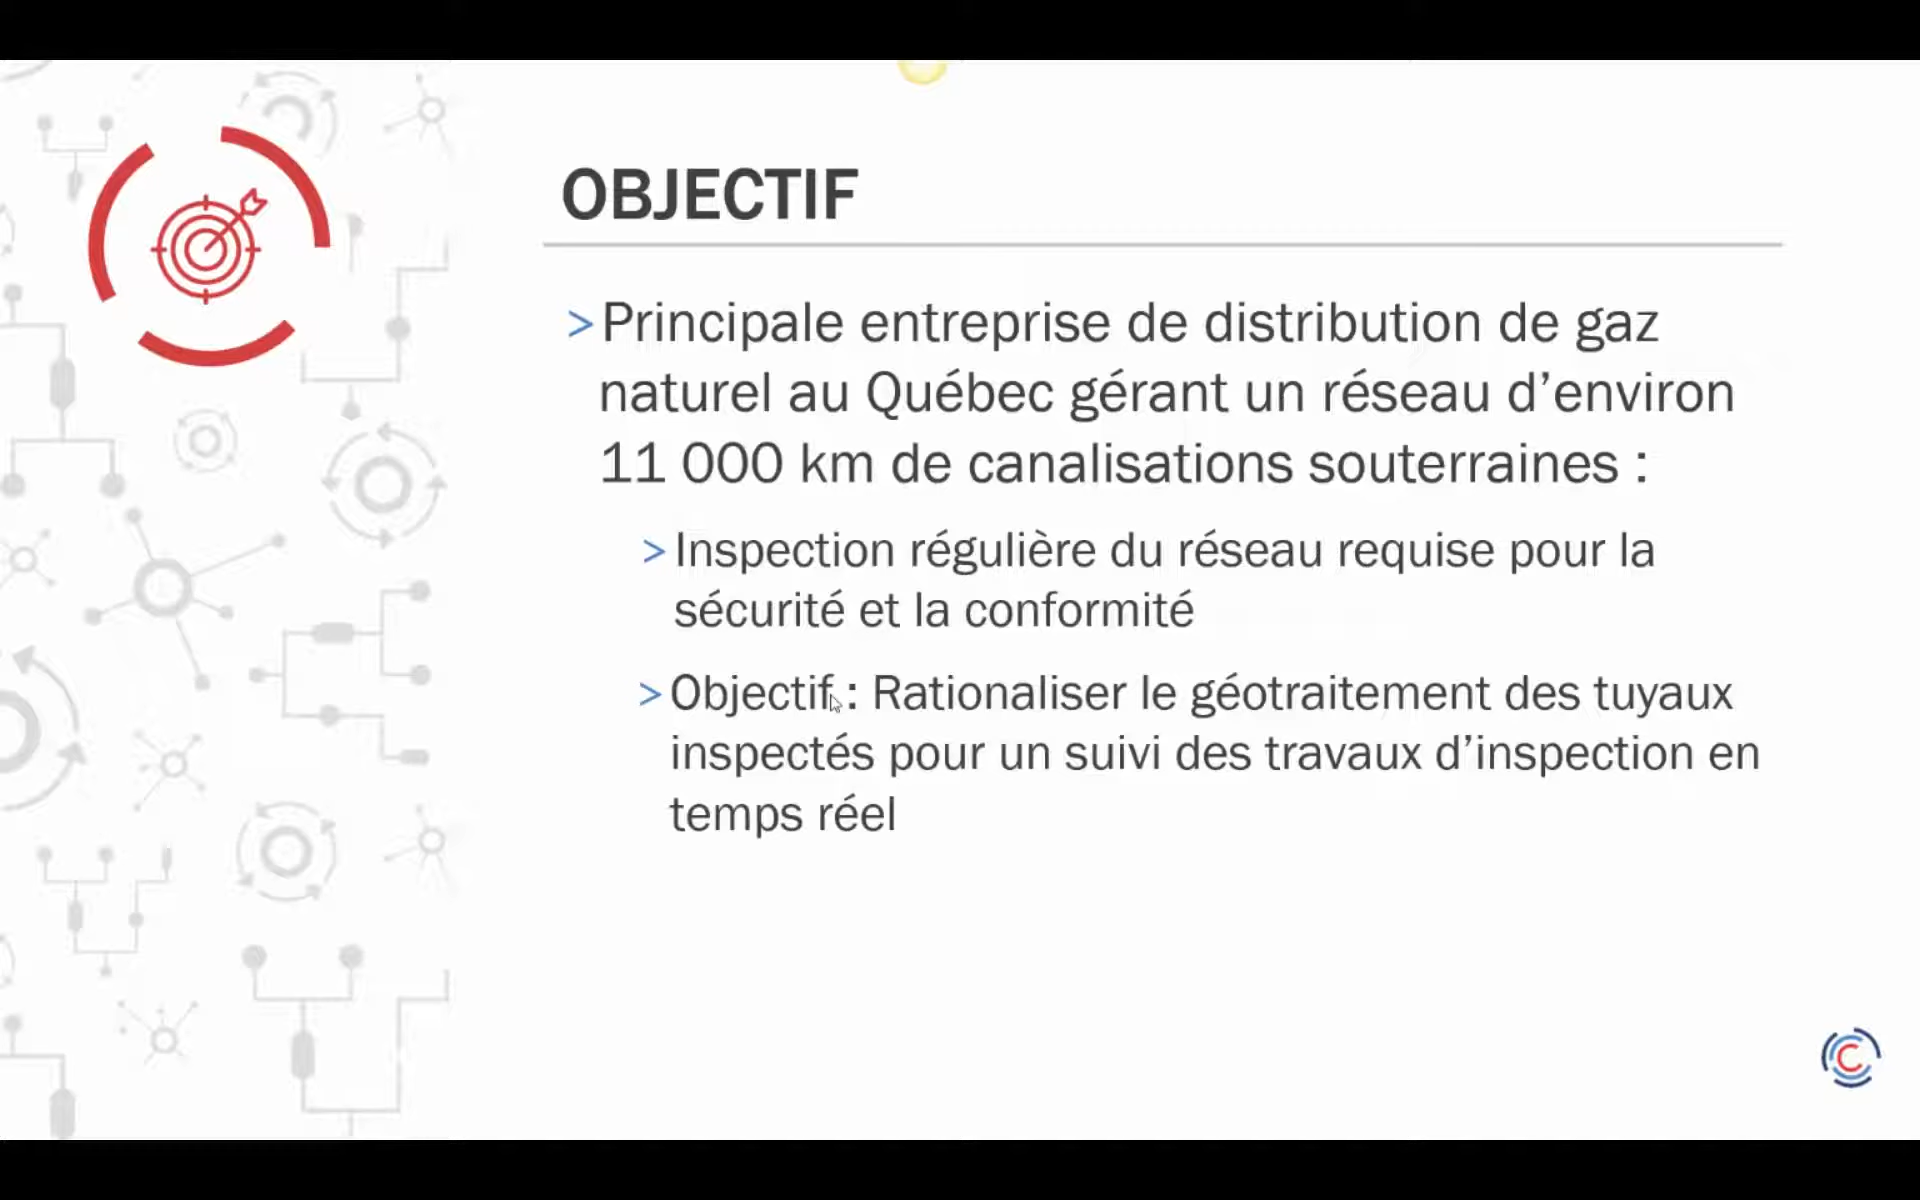 OBJECTIF
>Principale entreprise de distribution de gaz
naturel au Québec gérant un réseau d’environ
11 000 km de canalisations souterraines :
>Inspection régulière du réseau requise pour la
sécurité et la conformité
>Objectif : Rationaliser le géotraitement des tuyaux
inspectés pour un suivi des travaux d’inspection en
temps réel
C